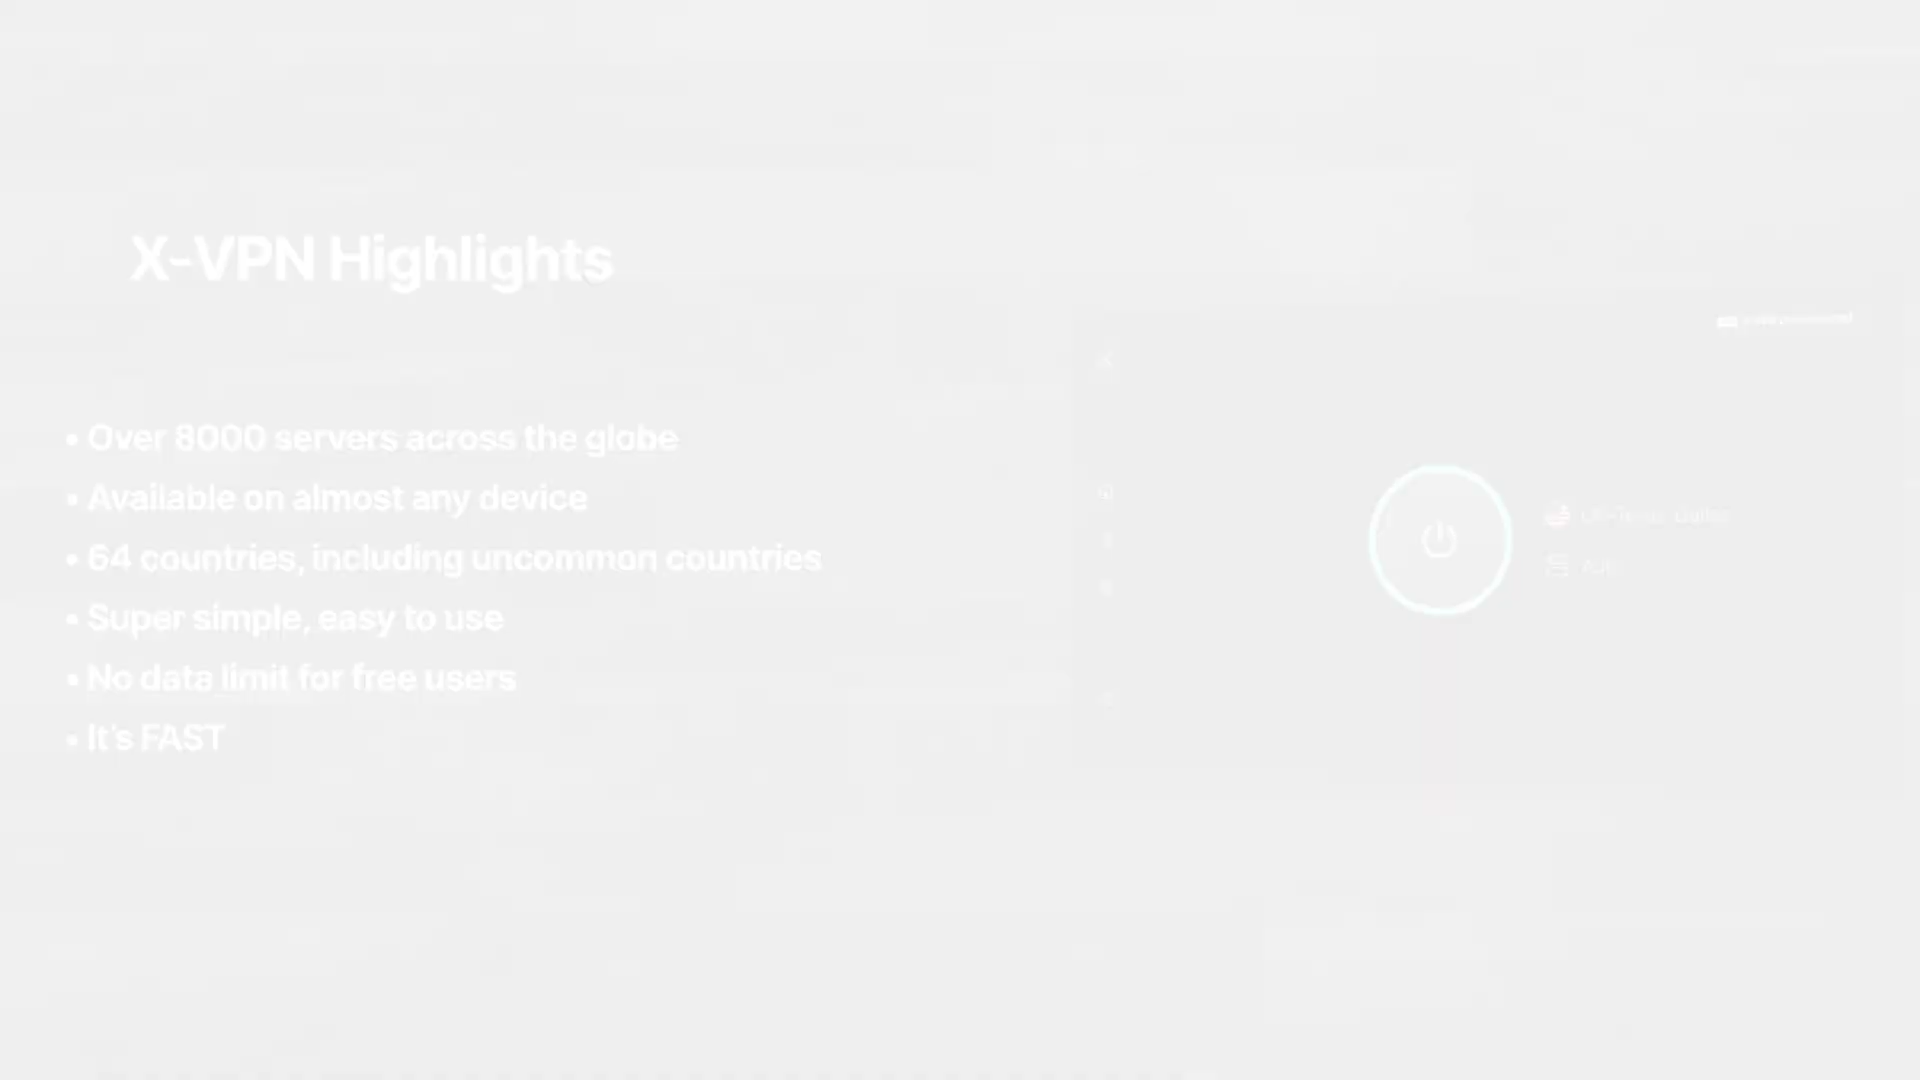 X-VPN Highlights
• Over 8000 servers across the globe
• Available on almost any device
• 64 countries, including uncommon countries
• Super simple, easy to use
• No data limit for free users
• It's FAST